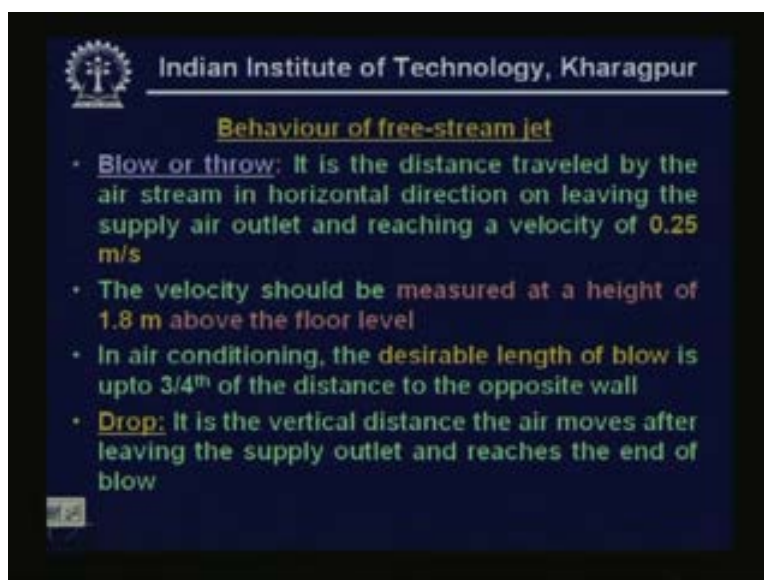 Indian Institute of Technology, Kharagpur
Behaviour of free-stream jet
• Blow or throw: It is the distance traveled by the
air stream in horizontal direction on leaving the
supply air outlet and reaching a velocity of 0.25
m/s
• The velocity should be measured at a height of
1.8 m above the floor level
• In air conditioning, the desirable length of blow is
upto 3/4th of the distance to the opposite wall
• Drop: It is the vertical distance the air moves after
leaving the supply outlet and reaches the end of
blow